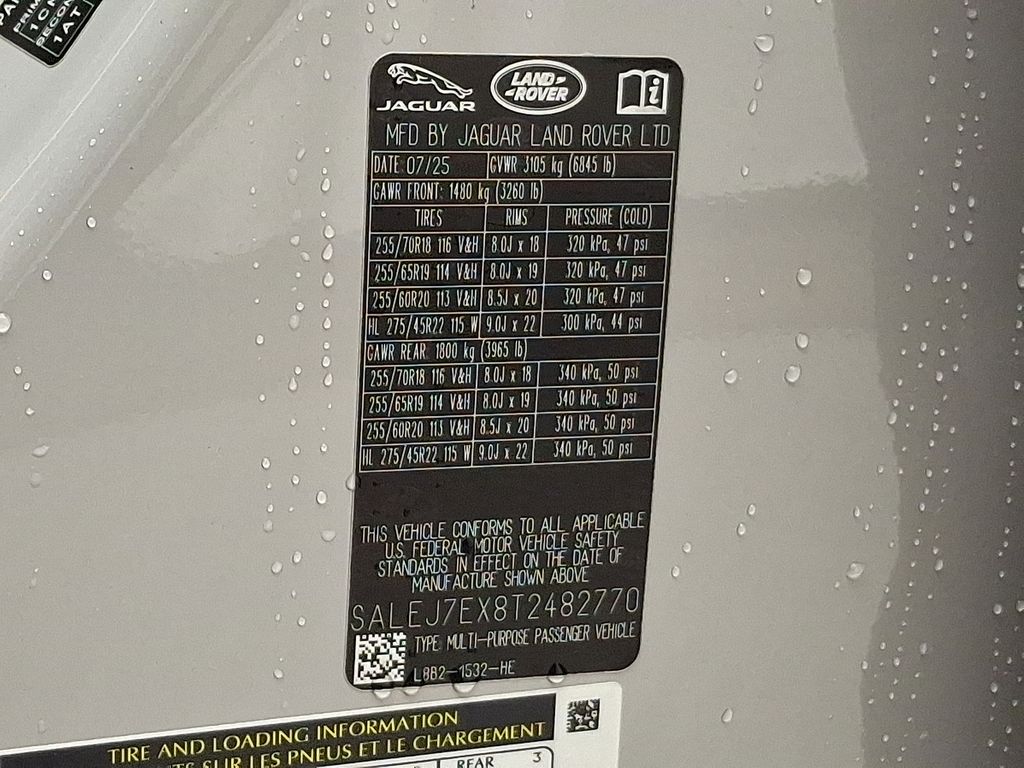 PRIM
1CN
SECON
1AT
JAGUAR
LAND-
-ROVER
i
MFD BY JAGUAR LAND ROVER LTD
DATE 07/25 GVWR 3105 kg (6845 lb)
GAWR FRONT: 1480 kg (3260 lb)
TIRES RIMS PRESSURE (COLD)
255/70R18 116 V&H 8.0J x 18 320 kPa, 47 psi
255/65R19 114 V&H 8.0J x 19 320 kPa, 47 psi
255/60R20 113 V&H 8.5J x 20 320 kPa, 47 psi
HL 275/45R22 115 W 9.0J x 22 300 kPa, 44 psi
GAWR REAR 1800 kg (3965 lb)
255/70R18 116 V&H 8.0J x 18 340 kPa, 50 psi
255/65R19 114 V&H 8.0J x 19 340 kPa, 50 psi
255/60R20 113 V&H 8.5J x 20 340 kPa, 50 psi
HL 275/45R22 115 W 9.0J x 22 340 kPa, 50 psi
THIS VEHICLE CONFORMS TO ALL APPLICABLE
U.S. FEDERAL MOTOR VEHICLE SAFETY
STANDARDS IN EFFECT ON THE DATE OF
MANUFACTURE SHOWN ABOVE
SALEJ7EX8T2482770
TYPE MULTI-PURPOSE PASSENGER VEHICLE
L8B2-1532-HE
TIRE AND LOADING INFORMATION
SUR LES PNEUS ET LE CHARGEMENT
REAR 3